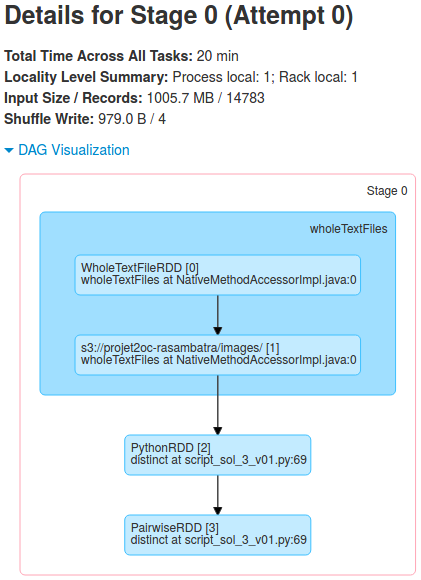 Details for Stage 0 (Attempt 0)
Total Time Across All Tasks: 20 min
Locality Level Summary: Process local: 1; Rack local: 1
Input Size / Records: 1005.7 MB / 14783
Shuffle Write: 979.0 B / 4
DAG Visualization
Stage 0
wholeTextFiles
WholeTextFileRDD [0]
wholeTextFiles at NativeMethodAccessorImpl.java:0
s3://projet2oc-rasambatra/images/ [1]
wholeTextFiles at NativeMethodAccessorImpl.java:0
PythonRDD [2]
distinct at script_sol_3_v01.py:69
PairwiseRDD [3]
distinct at script_sol_3_v01.py:69